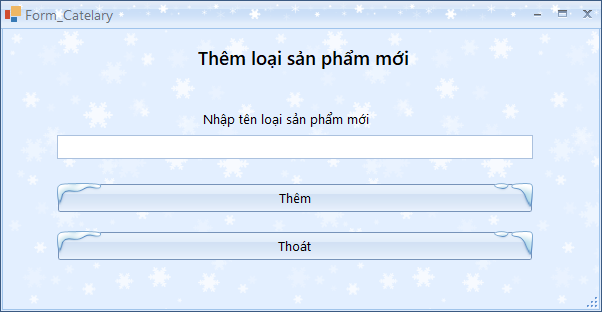 Form_Catelary
Thêm loại sản phẩm mới
Nhập tên loại sản phẩm mới
Thêm
Thoát